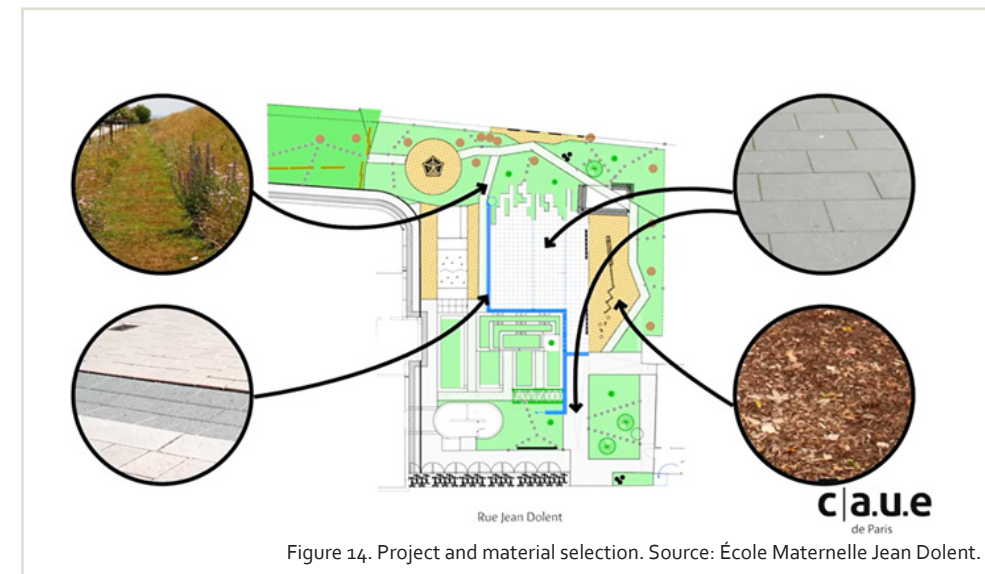 Rue Jean Dolent
c|a.u.e
de Paris
Figure 14. Project and material selection. Source: École Maternelle Jean Dolent.